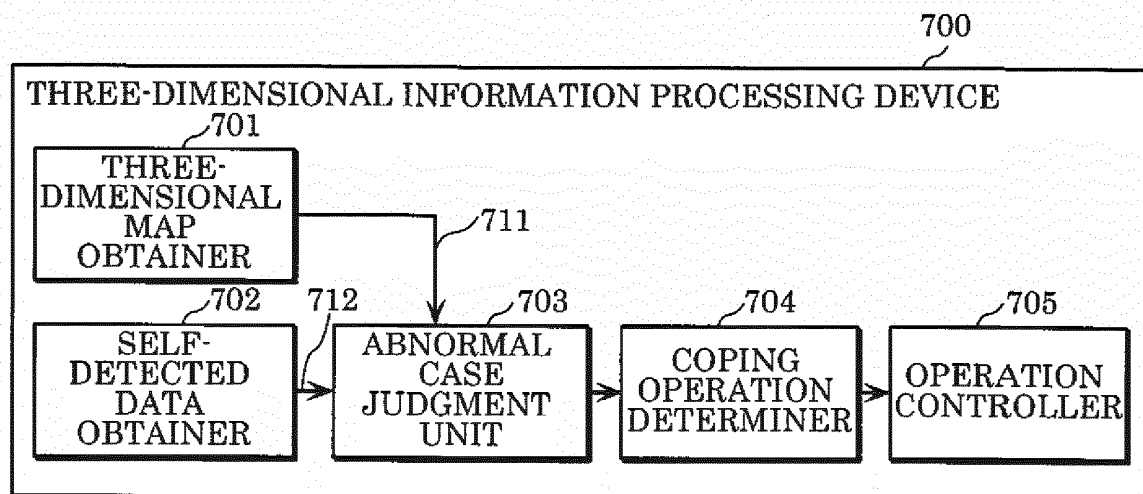 700
THREE-DIMENSIONAL INFORMATION PROCESSING DEVICE
701
THREE-
DIMENSIONAL
MAP
OBTAINER
711
702
SELF-
DETECTED
DATA
OBTAINER
712
703
ABNORMAL
CASE
JUDGMENT
UNIT
704
COPING
OPERATION
DETERMINER
705
OPERATION
CONTROLLER